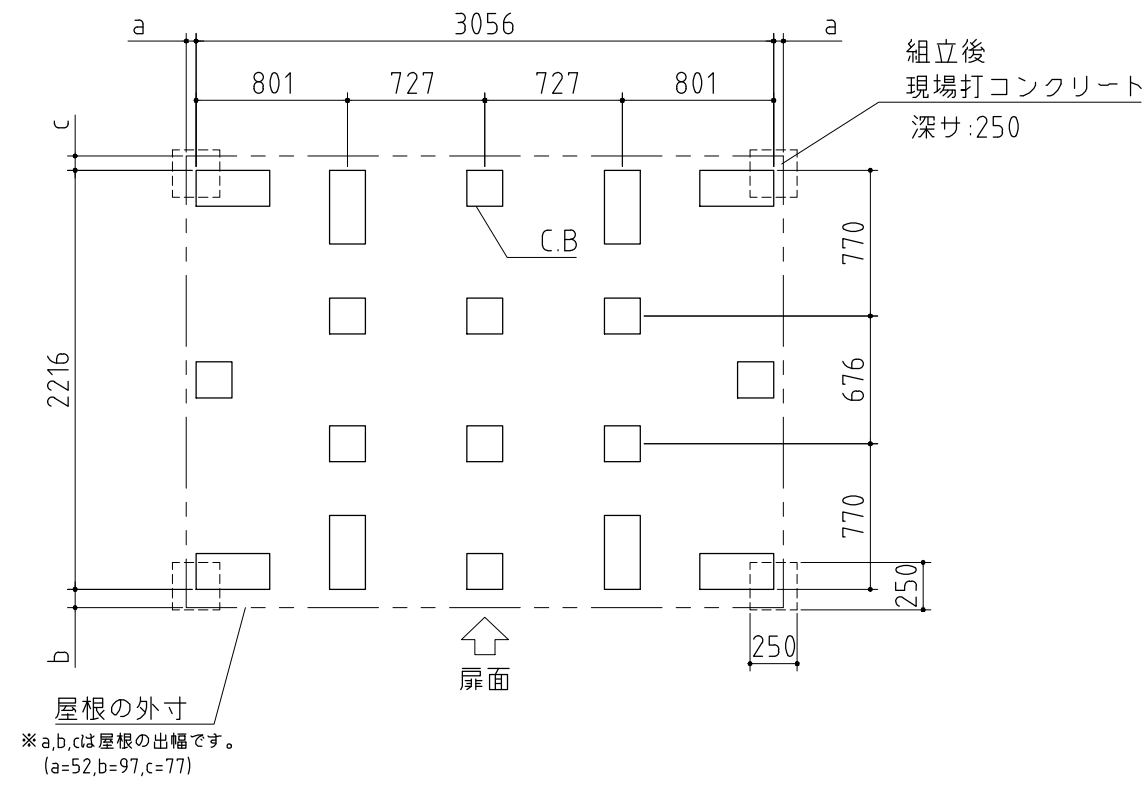 a
3056
a
組立後
現場打コンクリート
深サ:250
801
727
727
801
c
C.B
770
2216
676
770
250
250
b
扉面
屋根の外寸
※a,b,cは屋根の出幅です。
(a=52,b=97,c=77)